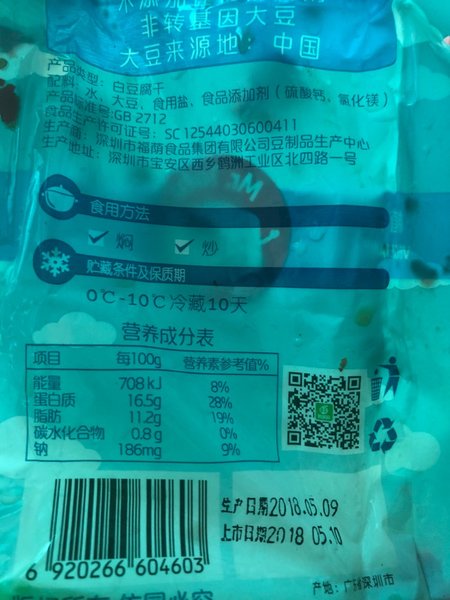 非转基因大豆
大豆来源地：中国
产品类型：白豆腐干
配料：水、大豆、食用盐、食品添加剂（硫酸钙、氯化镁）
产品标准号:GB 2712
食品生产许可证号：SC12544030600411
生产商：深圳市福荫食品集团有限公司豆制品生产中心
生产地址：深圳市宝安区西乡鹤洲工业区北四路一号
食用方法
焖 炒
贮藏条件及保质期
0℃-10℃冷藏10天
营养成分表
项目 每100g 营养素参考值%
能量 708kJ 8%
蛋白质 16.5g 28%
脂肪 11.2g 19%
碳水化合物 0.8g 0%
钠 186mg 9%
生产日期2018.05.09
上市日期2018 05.10
6 920266 604603
产地：广东省深圳市